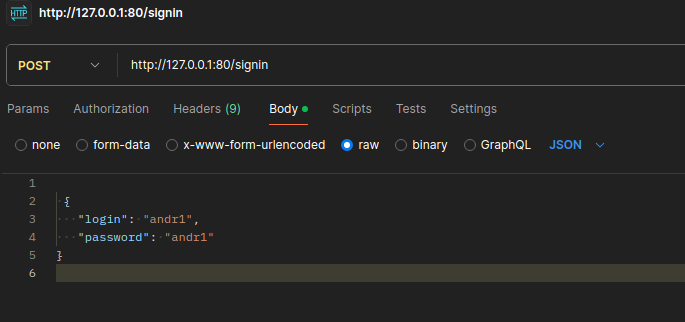 HTTP http://127.0.0.1:80/signin
POST http://127.0.0.1:80/signin
Params Authorization Headers (9) Body Scripts Tests Settings
none form-data x-www-form-urlencoded raw binary GraphQL JSON
1
2 {
3 "login": "andr1",
4 "password": "andr1"
5 }
6